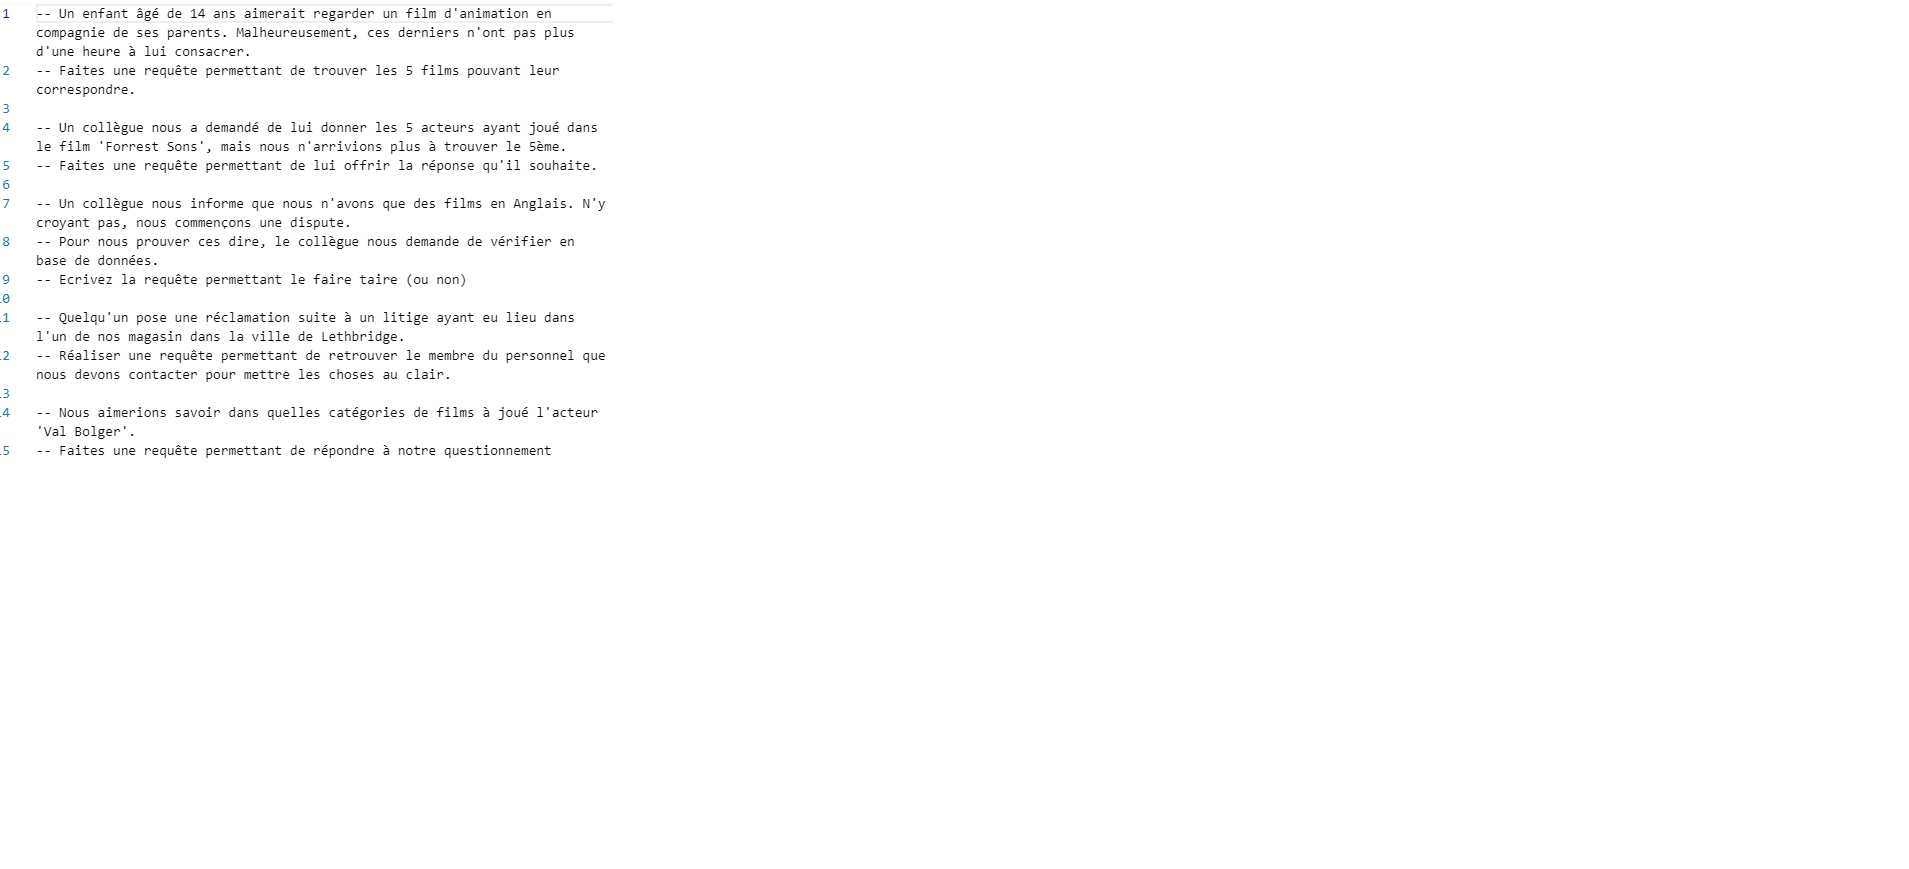 1 -- Un enfant âgé de 14 ans aimerait regarder un film d'animation en
compagnie de ses parents. Malheureusement, ces derniers n'ont pas plus
d'une heure à lui consacrer.
2 -- Faites une requête permettant de trouver les 5 films pouvant leur
correspondre.
3
4 -- Un collègue nous a demandé de lui donner les 5 acteurs ayant joué dans
le film 'Forrest Sons', mais nous n'arrivions plus à trouver le 5ème.
5 -- Faites une requête permettant de lui offrir la réponse qu'il souhaite.
6
7 -- Un collègue nous informe que nous n'avons que des films en Anglais. N'y
croyant pas, nous commençons une dispute.
8 -- Pour nous prouver ces dire, le collègue nous demande de vérifier en
base de données.
9 -- Ecrivez la requête permettant le faire taire (ou non)
0
1 -- Quelqu'un pose une réclamation suite à un litige ayant eu lieu dans
l'un de nos magasin dans la ville de Lethbridge.
2 -- Réaliser une requête permettant de retrouver le membre du personnel que
nous devons contacter pour mettre les choses au clair.
3
4 -- Nous aimerions savoir dans quelles catégories de films à joué l'acteur
'Val Bolger'.
5 -- Faites une requête permettant de répondre à notre questionnement